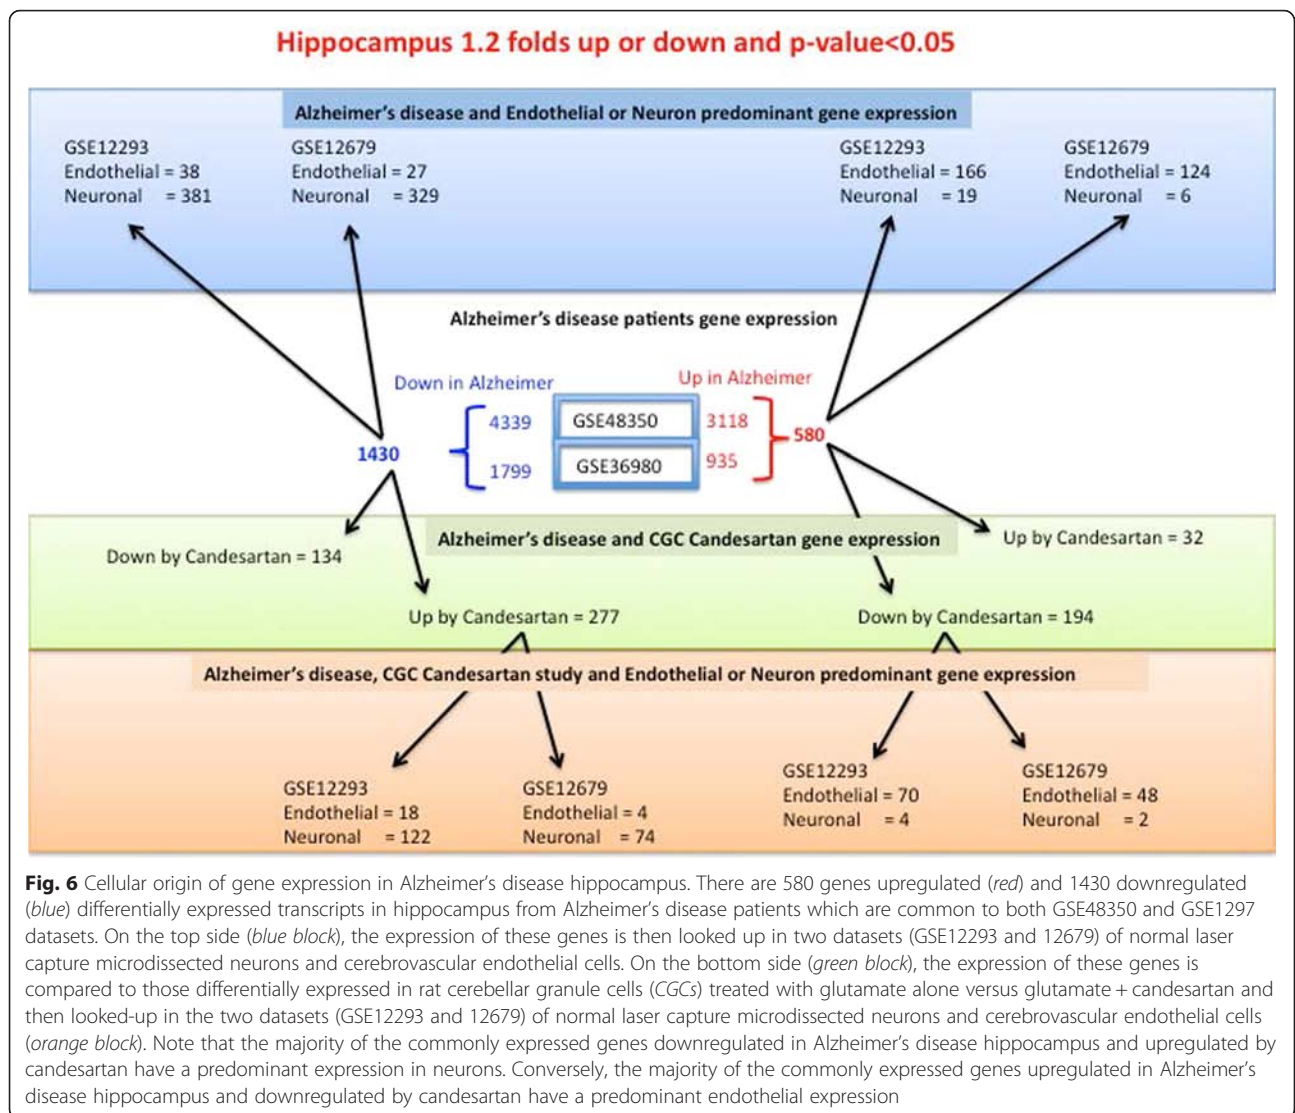 Hippocampus 1.2 folds up or down and p-value<0.05
Alzheimer's disease and Endothelial or Neuron predominant gene expression
GSE12293
Endothelial = 38
Neuronal = 381
GSE12679
Endothelial = 27
Neuronal = 329
GSE12293
Endothelial = 166
Neuronal = 19
GSE12679
Endothelial = 124
Neuronal = 6
Alzheimer's disease patients gene expression
Down in Alzheimer
Up in Alzheimer
4339
GSE48350
3118
1430
580
1799
GSE36980
935
Alzheimer's disease and CGC Candesartan gene expression
Down by Candesartan = 134
Up by Candesartan = 32
Up by Candesartan = 277
Down by Candesartan = 194
Alzheimer's disease, CGC Candesartan study and Endothelial or Neuron predominant gene expression
GSE12293
Endothelial = 18
Neuronal = 122
GSE12679
Endothelial = 4
Neuronal = 74
GSE12293
Endothelial = 70
Neuronal = 4
GSE12679
Endothelial = 48
Neuronal = 2
Fig. 6 Cellular origin of gene expression in Alzheimer's disease hippocampus. There are 580 genes upregulated (red) and 1430 downregulated
(blue) differentially expressed transcripts in hippocampus from Alzheimer's disease patients which are common to both GSE48350 and GSE1297
datasets. On the top side (blue block), the expression of these genes is then looked up in two datasets (GSE12293 and 12679) of normal laser
capture microdissected neurons and cerebrovascular endothelial cells. On the bottom side (green block), the expression of these genes is
compared to those differentially expressed in rat cerebellar granule cells (CGCs) treated with glutamate alone versus glutamate + candesartan and
then looked-up in the two datasets (GSE12293 and 12679) of normal laser capture microdissected neurons and cerebrovascular endothelial cells
(orange block). Note that the majority of the commonly expressed genes downregulated in Alzheimer's disease hippocampus and upregulated by
candesartan have a predominant expression in neurons. Conversely, the majority of the commonly expressed genes upregulated in Alzheimer's
disease hippocampus and downregulated by candesartan have a predominant endothelial expression